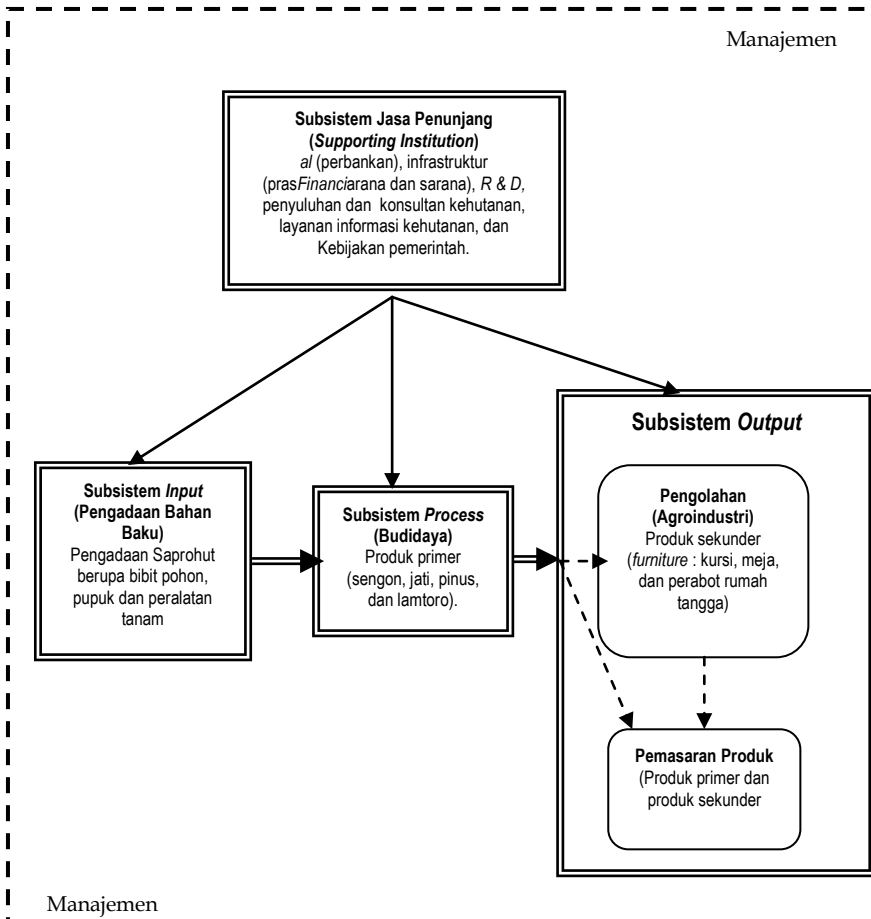 Manajemen
Subsistem Jasa Penunjang
(Supporting Institution)
al (perbankan), infrastruktur
(prasFinanciarana dan sarana), R & D,
penyuluhan dan konsultan kehutanan,
layanan informasi kehutanan, dan
Kebijakan pemerintah.
Subsistem Input
(Pengadaan Bahan
Baku)
Pengadaan Saprohut
berupa bibit pohon,
pupuk dan peralatan
tanam
Subsistem Process
(Budidaya)
Produk primer
(sengon, jati, pinus,
dan lamtoro).
Subsistem Output
Pengolahan
(Agroindustri)
Produk sekunder
(furniture : kursi, meja,
dan perabot rumah
tangga)
Pemasaran Produk
(Produk primer dan
produk sekunder
Manajemen